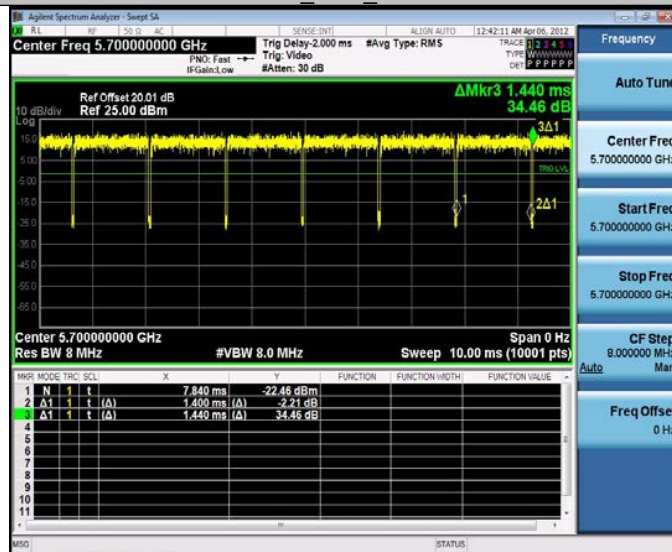 Agilent Spectrum Analyzer - Swept SA
RL RF 50 Ω AC SENSE:INT ALIGN AUTO 12:42:11 AM Apr 06, 2012
Center Freq 5.700000000 GHz
PNO: Fast
IFGain:Low
Trig Delay-2.000 ms
Trig: Video
#Atten: 30 dB
#Avg Type: RMS
TRACE 1 2 3 4 5 6
TYPE WWWWWW
DET P P P P P P
Frequency
Auto Tune
Center Freq
5.700000000 GHz
Start Freq
5.700000000 GHz
Stop Freq
5.700000000 GHz
CF Step
8.000000 MHz
Auto Man
Freq Offset
0 Hz
ΔMkr3 1.440 ms
34.46 dB
Ref Offset 20.01 dB
10 dB/div Ref 25.00 dBm
Log
15.0
5.00
-5.00
-15.0
-25.0
-35.0
-45.0
-55.0
-65.0
3Δ1
TRIG LVL
1
2Δ1
Center 5.700000000 GHz Span 0 Hz
Res BW 8 MHz #VBW 8.0 MHz Sweep 10.00 ms (10001 pts)
MKR MODE TRC SCL X Y FUNCTION FUNCTION WIDTH FUNCTION VALUE
1 N 1 t 7.840 ms -22.46 dBm
2 Δ1 1 t (Δ) 1.400 ms (Δ) -2.21 dB
3 Δ1 1 t (Δ) 1.440 ms (Δ) 34.46 dB
4
5
6
7
8
9
10
11
MSG STATUS